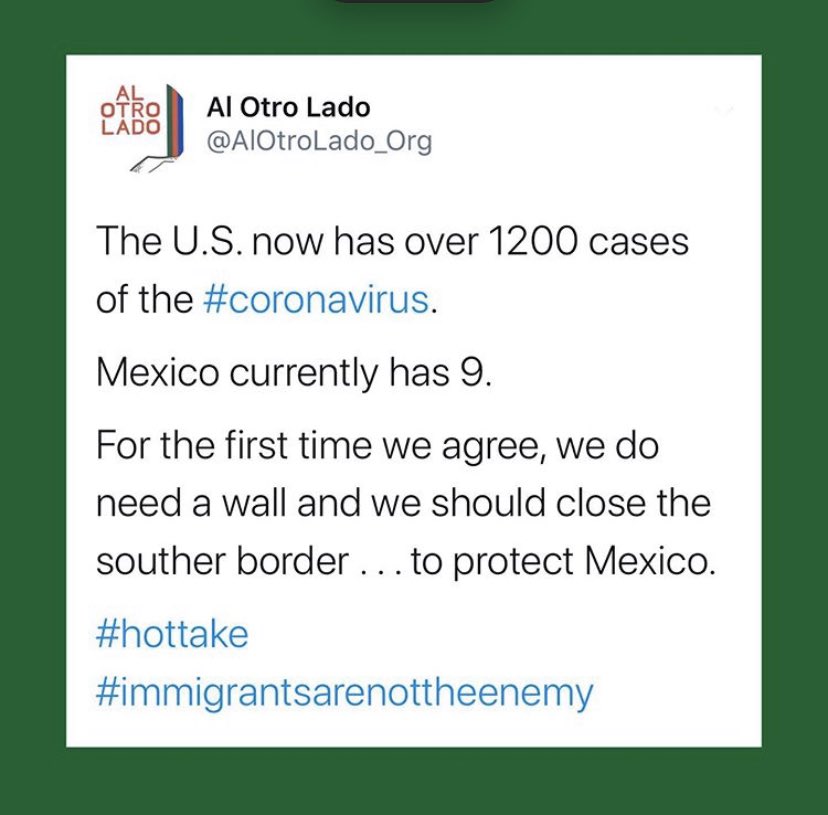 AL
OTRO
LADO
Al Otro Lado
@AlOtroLado_Org
The U.S. now has over 1200 cases
of the #coronavirus.
Mexico currently has 9.
For the first time we agree, we do
need a wall and we should close the
souther border . . . to protect Mexico.
#hottake
#immigrantsarenottheenemy